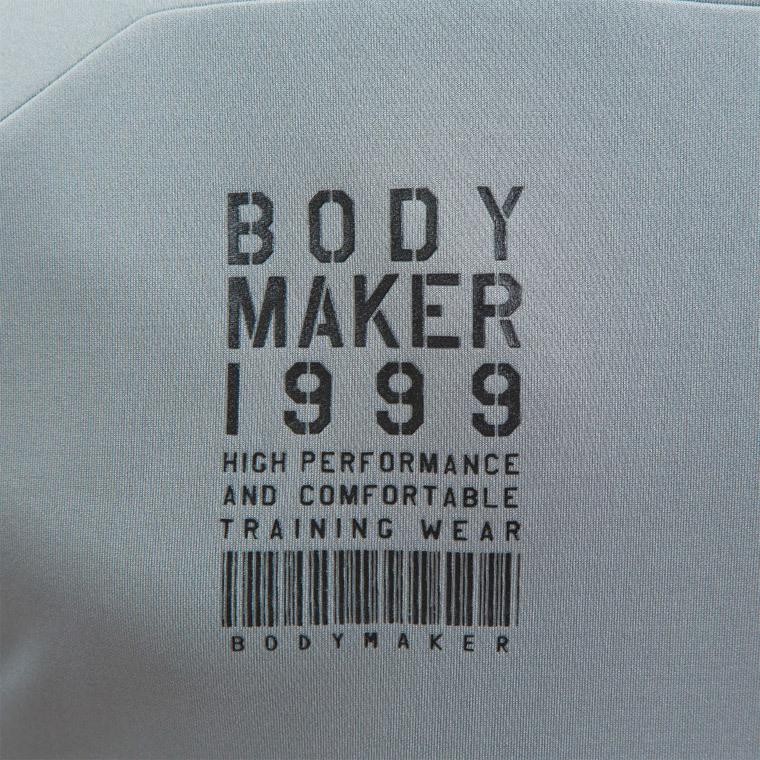 BODY
MAKER
1999
HIGH PERFORMANCE
AND COMFORTABLE
TRAINING WEAR
BODYMAKER